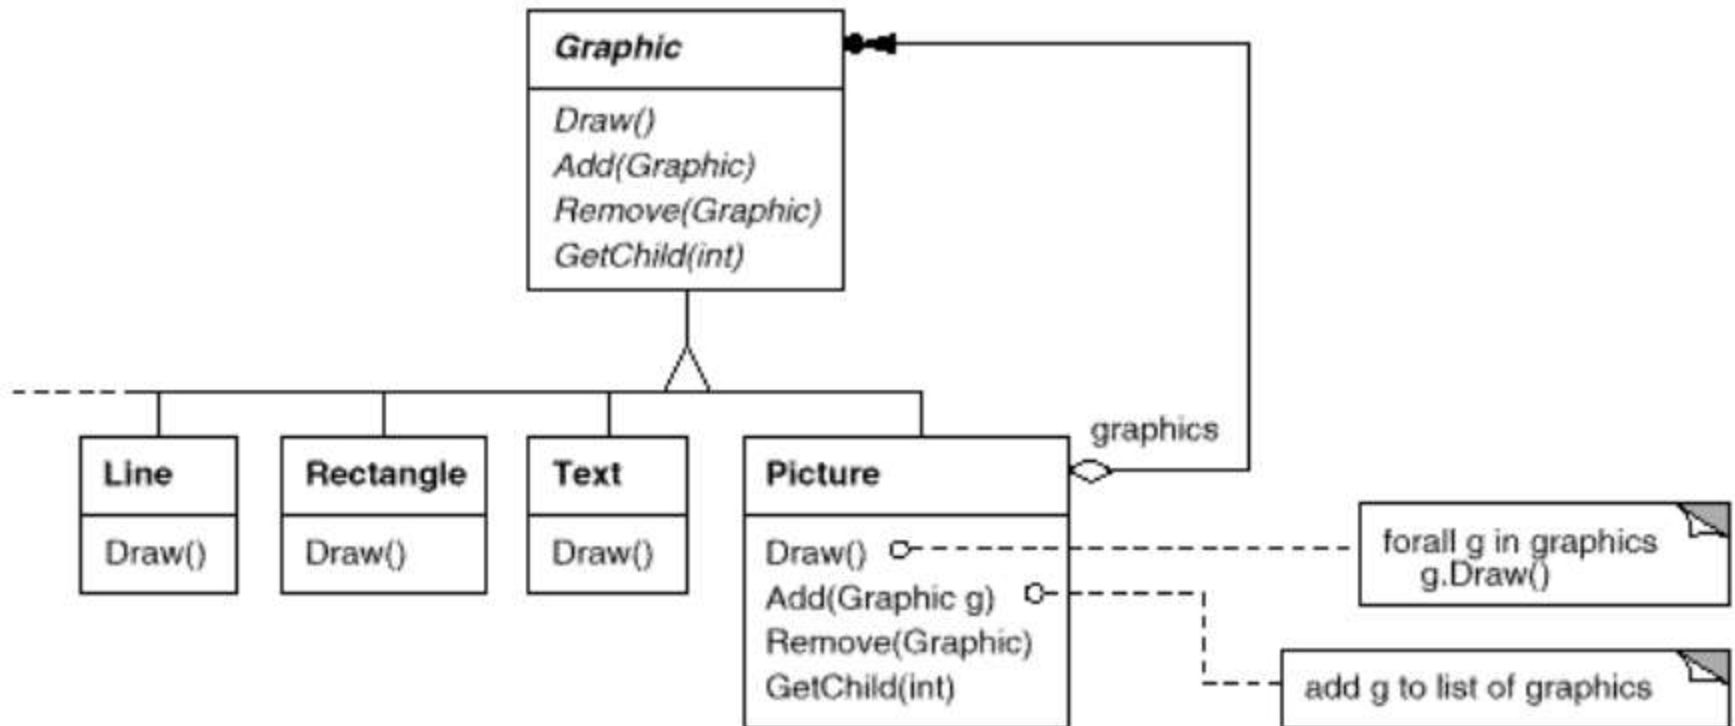 Graphic
Draw()
Add(Graphic)
Remove(Graphic)
GetChild(int)
graphics
Line
Draw()
Rectangle
Draw()
Text
Draw()
Picture
Draw()
Add(Graphic g)
Remove(Graphic)
GetChild(int)
forall g in graphics
g.Draw()
add g to list of graphics